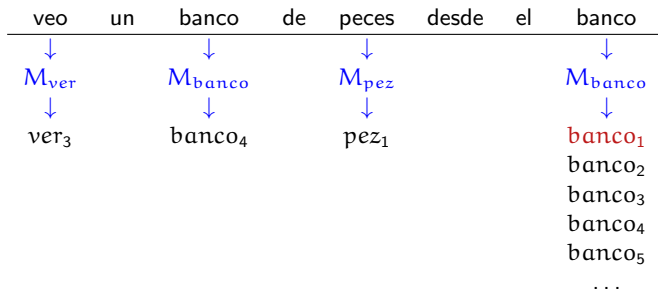 veo un banco de peces desde el banco
↓ ↓ ↓ ↓
M_ver M_banco M_pez M_banco
↓ ↓ ↓ ↓
ver₃ banco₄ pez₁ banco₁
banco₂
banco₃
banco₄
banco₅
...